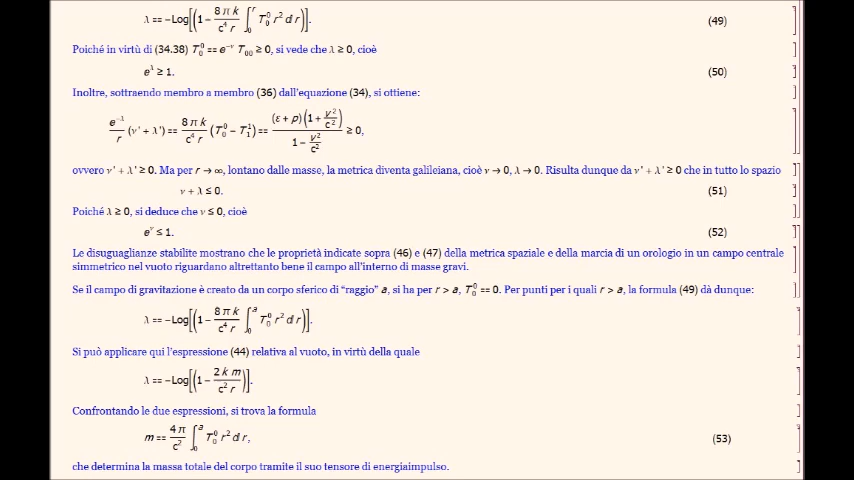 λ == -Log[(1 - 8 π k / c⁴ r ∫₀ʳ T₀⁰ r² ⅆr)]. (49)
Poiché in virtù di (34.38) T₀⁰ == e^-ν T₀₀ ≥ 0, si vede che λ ≥ 0, cioè
e^λ ≥ 1. (50)
Inoltre, sottraendo membro a membro (36) dall'equazione (34), si ottiene:
e^-λ / r (ν' + λ') == 8 π k / c⁴ r (T₀⁰ - T₁¹) == (ε + p) (1 + v²/c²) / (1 - v²/c²) ≥ 0,
ovvero ν' + λ' ≥ 0. Ma per r → ∞, lontano dalle masse, la metrica diventa galileiana, cioè ν → 0, λ → 0. Risulta dunque da ν' + λ' ≥ 0 che in tutto lo spazio
ν + λ ≤ 0. (51)
Poiché λ ≥ 0, si deduce che ν ≤ 0, cioè
e^ν ≤ 1. (52)
Le disuguaglianze stabilite mostrano che le proprietà indicate sopra (46) e (47) della metrica spaziale e della marcia di un orologio in un campo centrale
simmetrico nel vuoto riguardano altrettanto bene il campo all'interno di masse gravi.
Se il campo di gravitazione è creato da un corpo sferico di "raggio" a, si ha per r > a, T₀⁰ == 0. Per punti per i quali r > a, la formula (49) dà dunque:
λ == -Log[(1 - 8 π k / c⁴ r ∫₀ᵃ T₀⁰ r² ⅆr)].
Si può applicare qui l'espressione (44) relativa al vuoto, in virtù della quale
λ == -Log[(1 - 2 k m / c² r)].
Confrontando le due espressioni, si trova la formula
m == 4 π / c² ∫₀ᵃ T₀⁰ r² ⅆr, (53)
che determina la massa totale del corpo tramite il suo tensore di energiaimpulso.